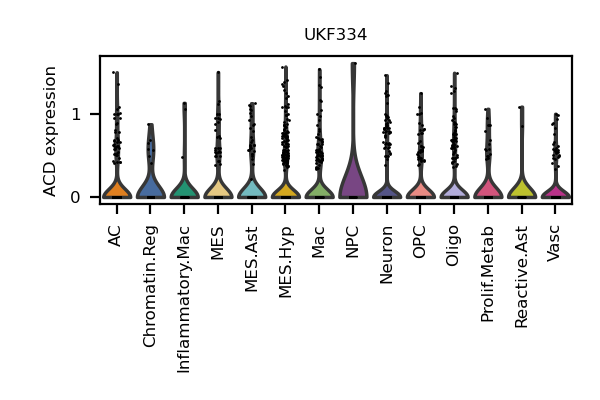 UKF334
ACD expression
1
0
AC
Chromatin.Reg
Inflammatory.Mac
MES
MES.Ast
MES.Hyp
Mac
NPC
Neuron
OPC
Oligo
Prolif.Metab
Reactive.Ast
Vasc